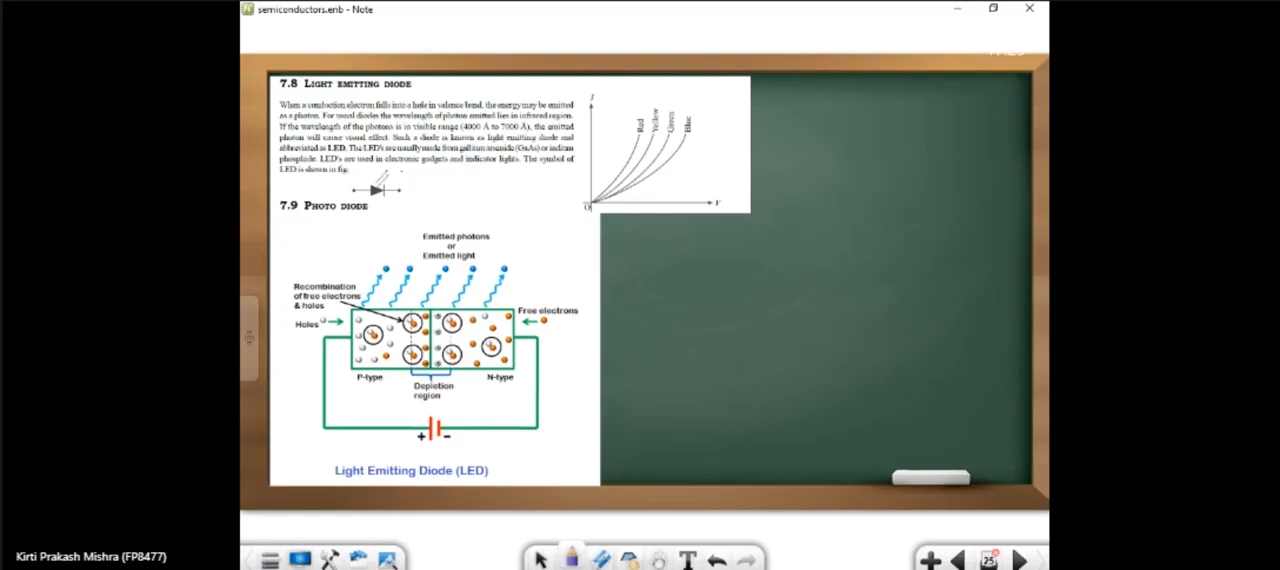 semiconductors.enb - Note
7.8 LIGHT EMITTING DIODE
When a conduction electron falls into a hole in valence bend, the energy may be emitted
as a photon. For usual diodes the wavelength of photon emitted lies in infrared region.
If the wavelength of the photons is in visible range (4000 Å to 7000 Å), the emitted
photon will cause visual effect. Such a diode is known as light emitting diode and
abbreviated as LED. The LED's are usually made from gallium arsenide (GaAs) or indium
phosphide. LED's are used in electronic gadgets and indicator lights. The symbol of
LED is shown in fig.
I
Red
Yellow
Green
Blue
O
V
7.9 PHOTO DIODE
Emitted photons
or
Emitted light
Recombination
of free electrons
& holes
Holes
Free electrons
P-type
N-type
Depletion
region
+
−
Light Emitting Diode (LED)
Kirti Prakash Mishra (FP8477)
T
25